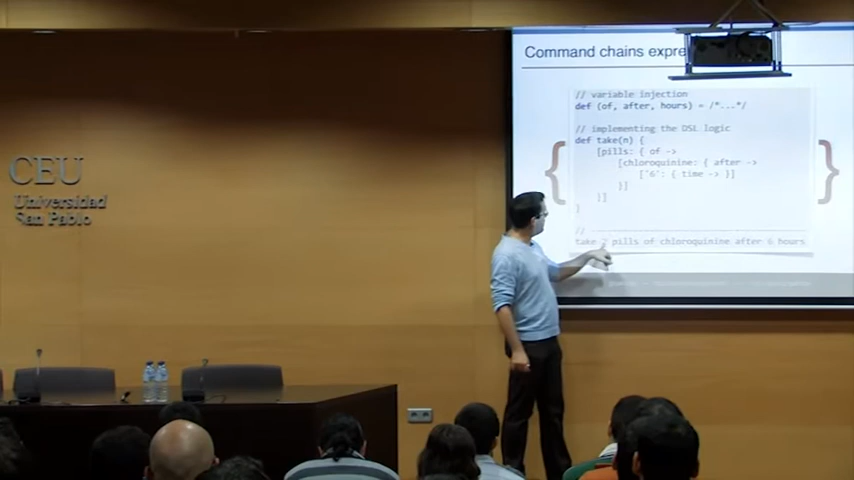 CEU
Universidad
San Pablo
Command chains expre
// variable injection
def (of, after, hours) = /*...*/
// implementing the DSL logic
def take(n) {
[pills: { of ->
[chloroquinine: { after ->
['6': { time -> }]
}]
}]
}
//
take 2 pills of chloroquinine after 6 hours